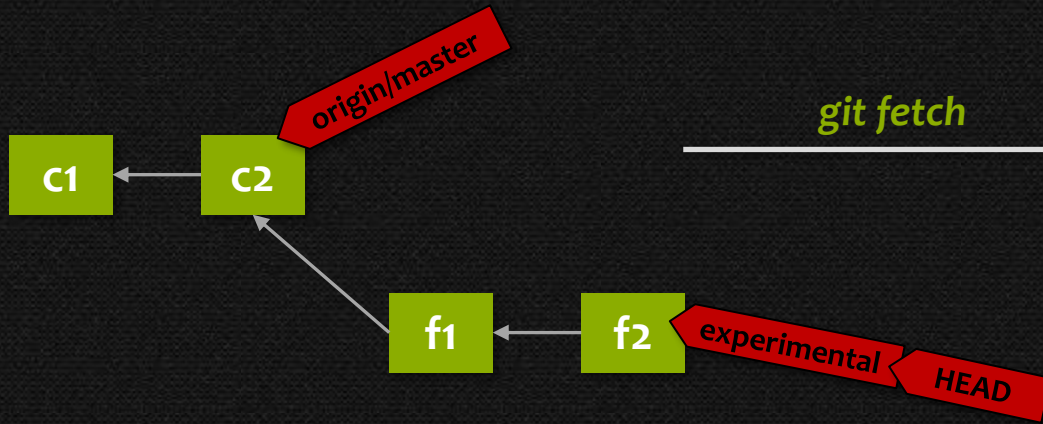 origin/master
git fetch
c1
c2
f1
f2
experimental
HEAD